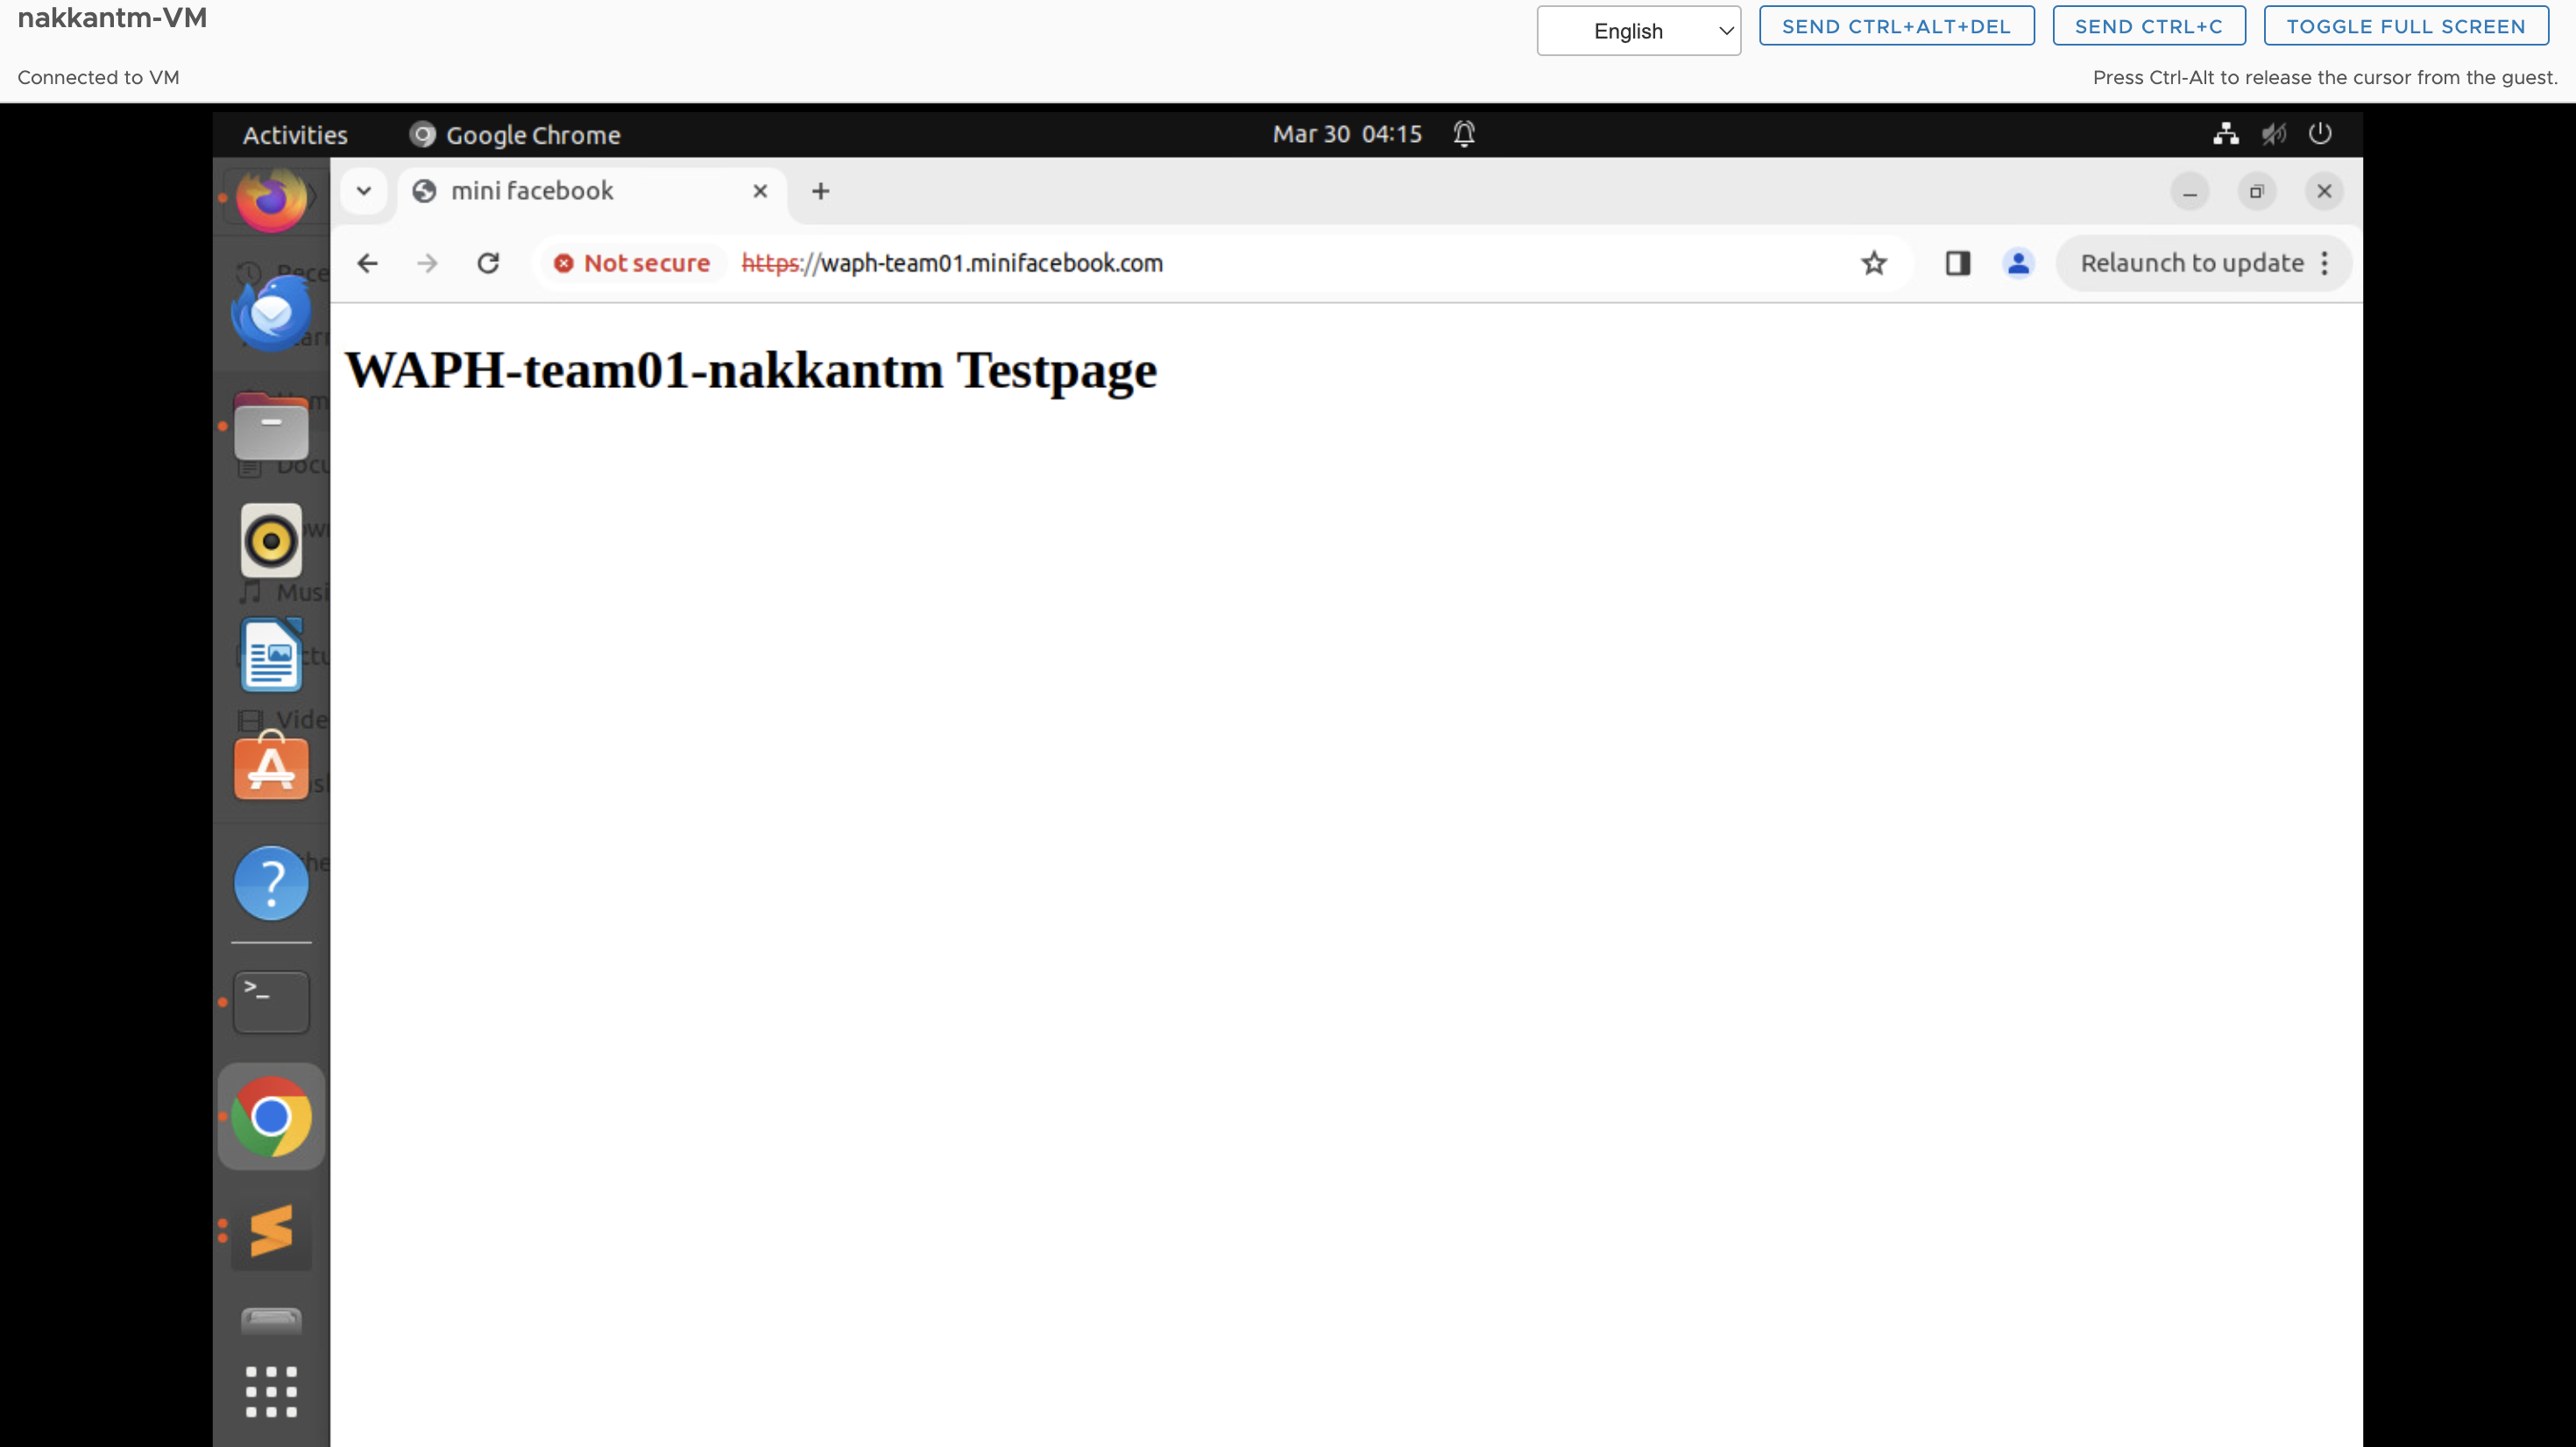 nakkantm-VM
English
SEND CTRL+ALT+DEL
SEND CTRL+C
TOGGLE FULL SCREEN
Connected to VM
Press Ctrl-Alt to release the cursor from the guest.
Activities
Google Chrome
Mar 30 04:15
mini facebook
Not secure
https://waph-team01.minifacebook.com
Relaunch to update
WAPH-team01-nakkantm Testpage